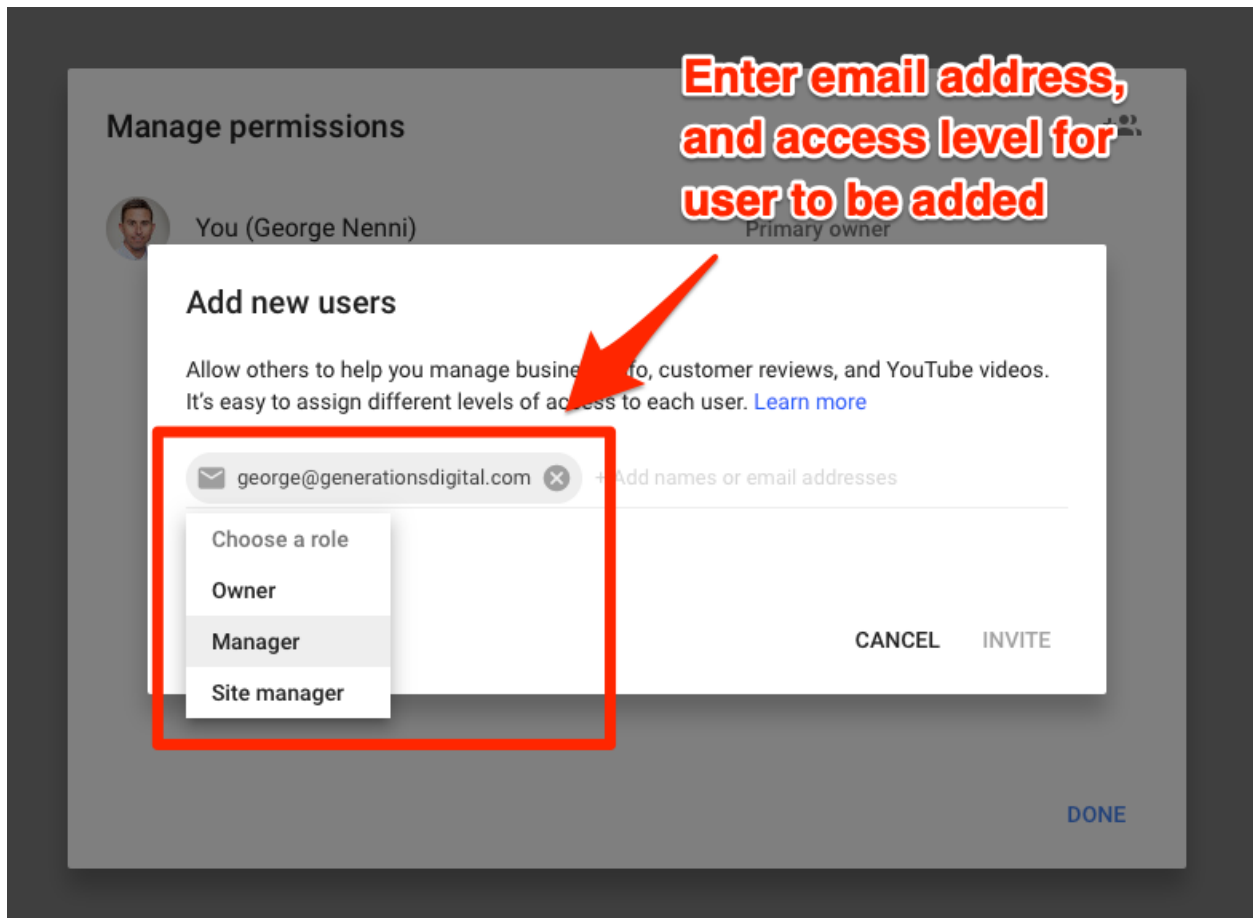 Enter email address,
and access level for
user to be added
Manage permissions
You (George Nenni)
Primary owner
Add new users
Allow others to help you manage customer reviews, and YouTube videos.
It's easy to assign different levels of to each user. Learn more
george@generationsdigital.com
Add names or email addresses
Choose a role
Owner
Manager
Site manager
CANCEL INVITE
DONE